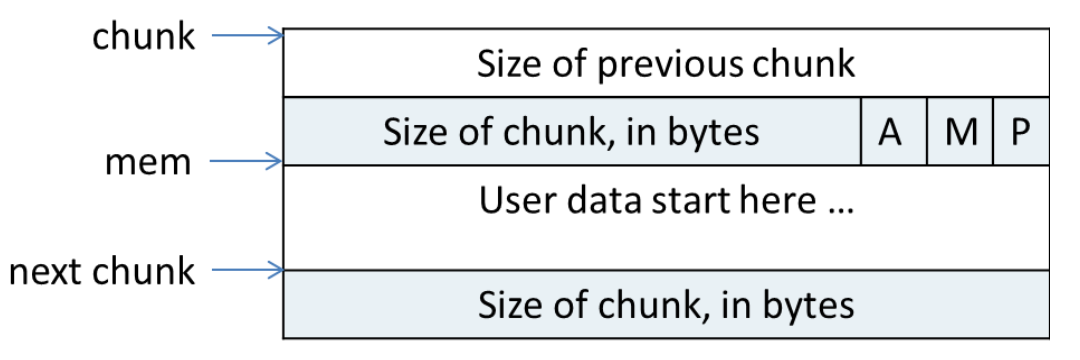 chunk
Size of previous chunk
Size of chunk, in bytes A M P
mem
User data start here ...
next chunk
Size of chunk, in bytes